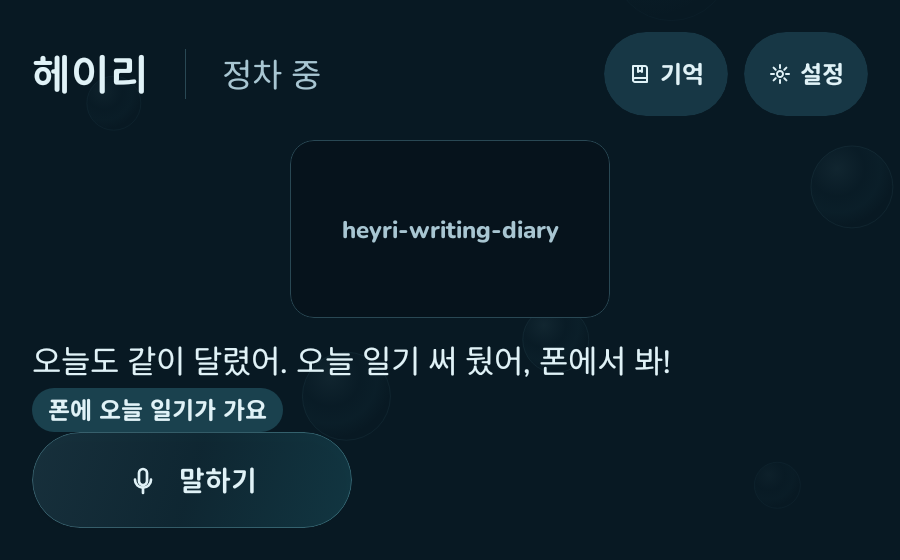 헤이리
정차 중
기억
설정
heyri-writing-diary
오늘도 같이 달렸어. 오늘 일기 써 뒀어, 폰에서 봐!
폰에 오늘 일기가 가요
말하기